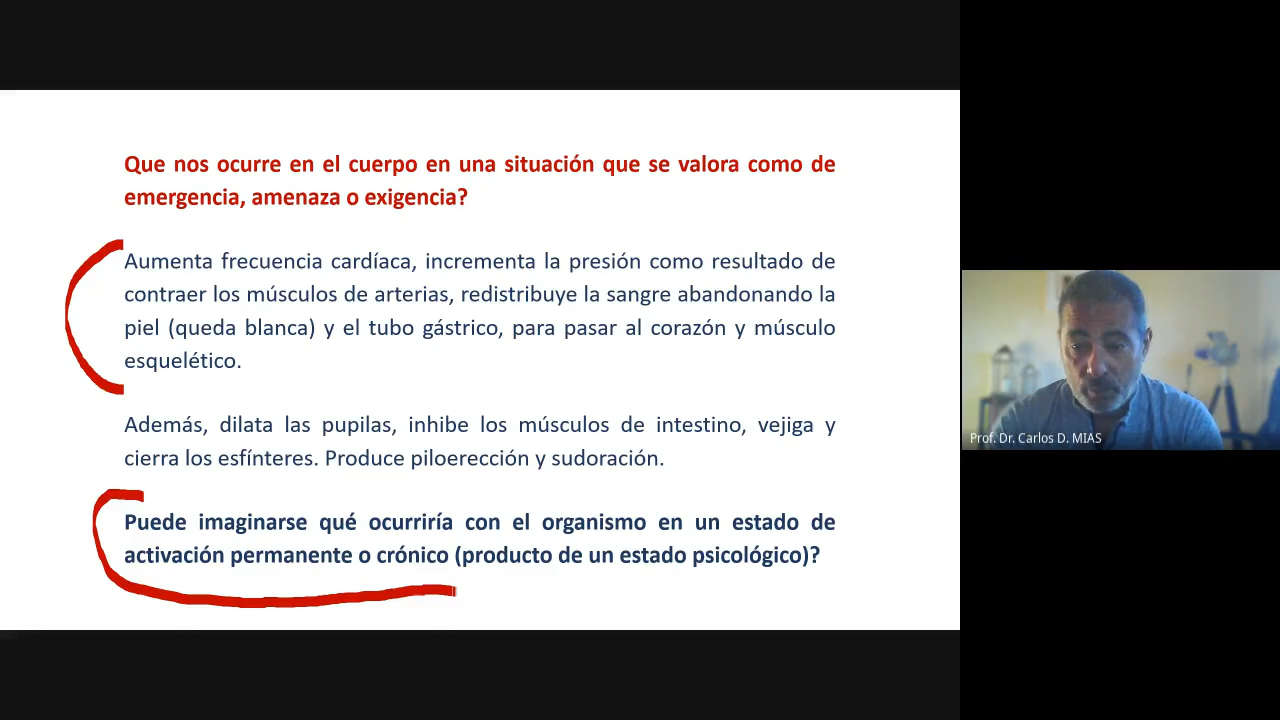 Que nos ocurre en el cuerpo en una situación que se valora como de
emergencia, amenaza o exigencia?
Aumenta frecuencia cardíaca, incrementa la presión como resultado de
contraer los músculos de arterias, redistribuye la sangre abandonando la
piel (queda blanca) y el tubo gástrico, para pasar al corazón y músculo
esquelético.
Además, dilata las pupilas, inhibe los músculos de intestino, vejiga y
cierra los esfínteres. Produce piloerección y sudoración.
Puede imaginarse qué ocurriría con el organismo en un estado de
activación permanente o crónico (producto de un estado psicológico)?
Prof. Dr. Carlos D. MIAS